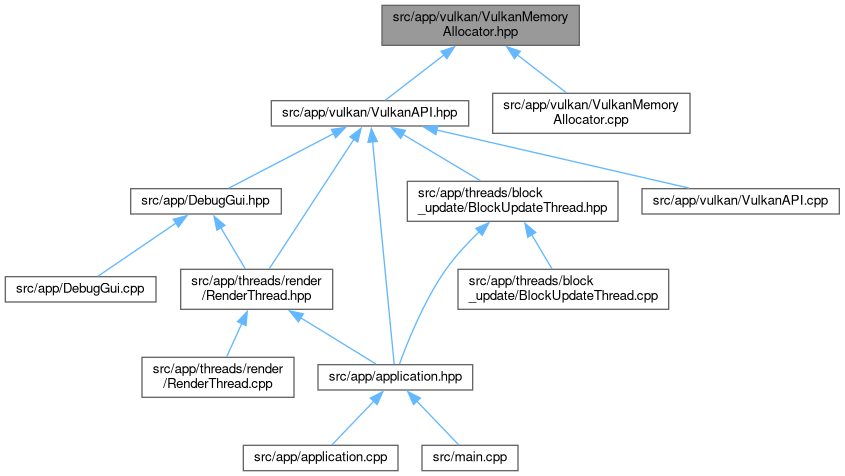 src/app/vulkan/VulkanMemory
Allocator.hpp
src/app/vulkan/VulkanAPI.hpp
src/app/vulkan/VulkanMemory
Allocator.cpp
src/app/DebugGui.hpp
src/app/threads/block
_update/BlockUpdateThread.hpp
src/app/vulkan/VulkanAPI.cpp
src/app/DebugGui.cpp
src/app/threads/render
/RenderThread.hpp
src/app/threads/block
_update/BlockUpdateThread.cpp
src/app/threads/render
/RenderThread.cpp
src/app/application.hpp
src/app/application.cpp
src/main.cpp